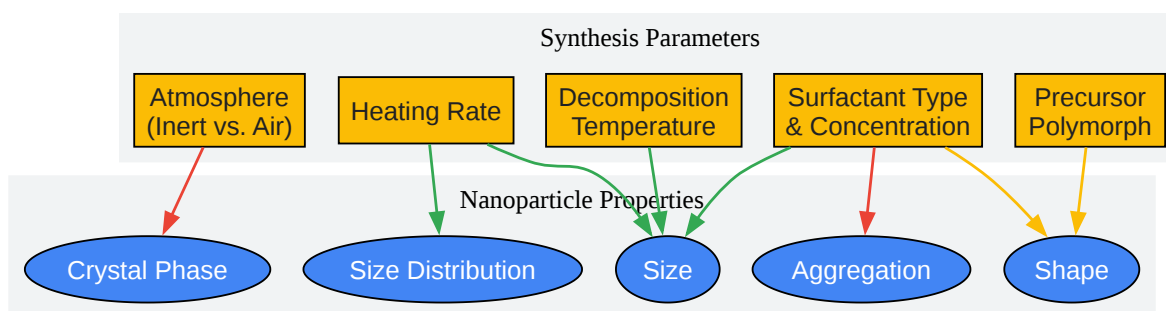 Synthesis Parameters
Atmosphere
(Inert vs. Air)
Heating Rate
Decomposition
Temperature
Surfactant Type
& Concentration
Precursor
Polymorph
Nanoparticle Properties
Crystal Phase
Size Distribution
Size
Aggregation
Shape